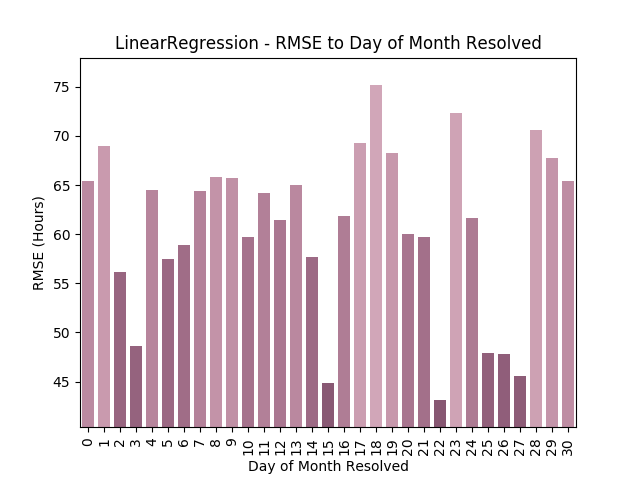 LinearRegression - RMSE to Day of Month Resolved
75
70
65
60
55
50
45
RMSE (Hours)
0 1 2 3 4 5 6 7 8 9 10 11 12 13 14 15 16 17 18 19 20 21 22 23 24 25 26 27 28 29 30
Day of Month Resolved